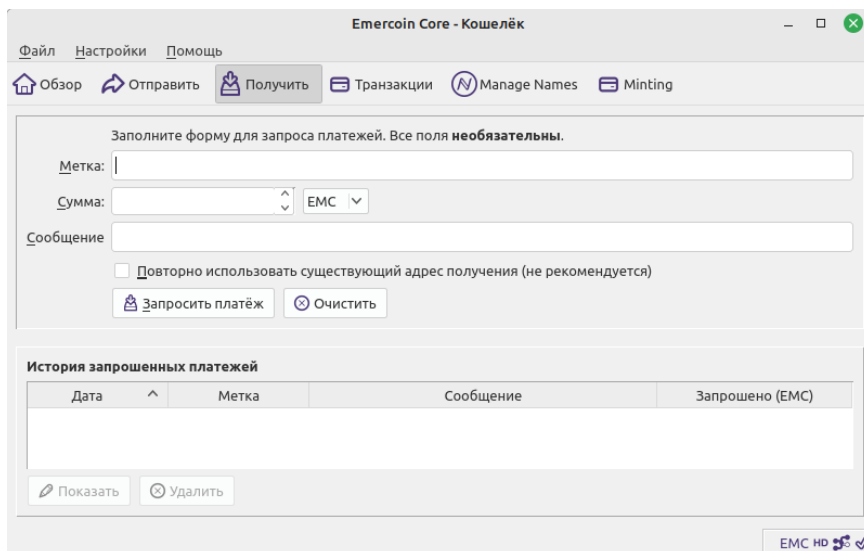 Emercoin Core - Кошелёк
Файл Настройки Помощь
Обзор Отправить Получить Транзакции Manage Names Minting
Заполните форму для запроса платежей. Все поля необязательны.
Метка:
Сумма: EMC
Сообщение
Повторно использовать существующий адрес получения (не рекомендуется)
Запросить платёж Очистить
История запрошенных платежей
Дата Метка Сообщение Запрошено (EMC)
Показать Удалить
EMC HD